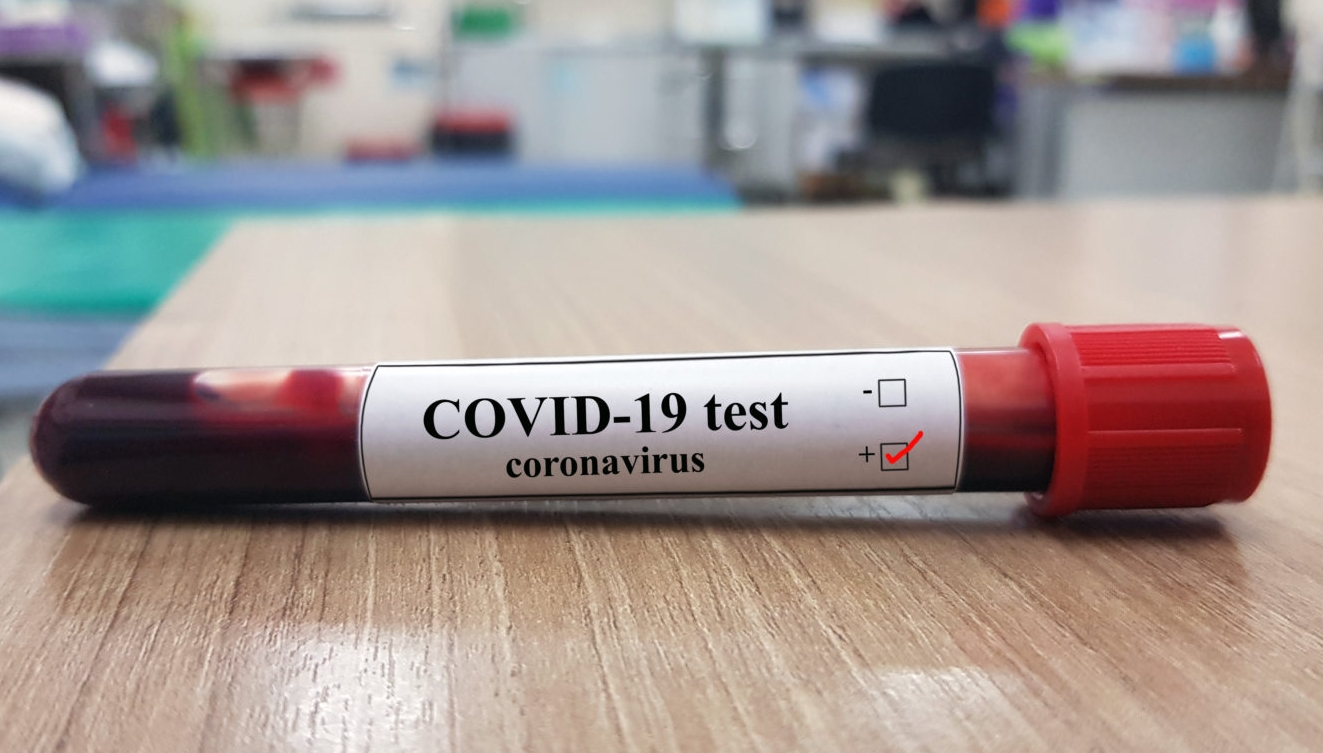 COVID-19 test
coronavirus
-
+